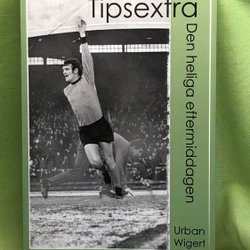 Tipsextra
Den heliga eftermiddagen
Urban
Wigert